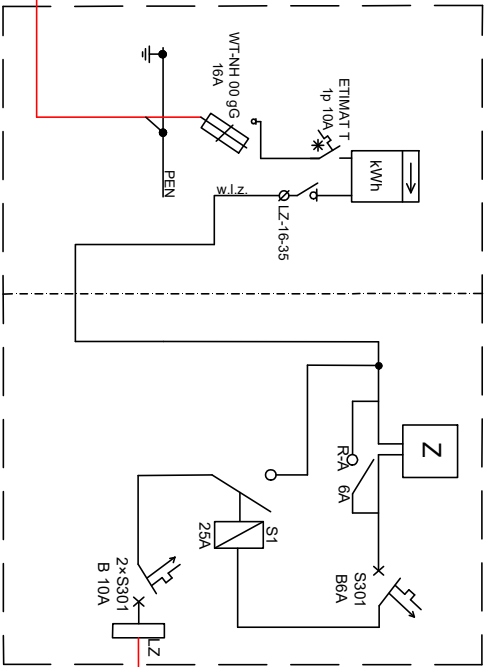 WT-NH 00 gG
16A
ETIMAT T
1p 10A
kWh
PEN
w.l.z.
LZ-16-35
Z
R-A 6A
S1
25A
S301
B6A
2×S301
B 10A
LZ